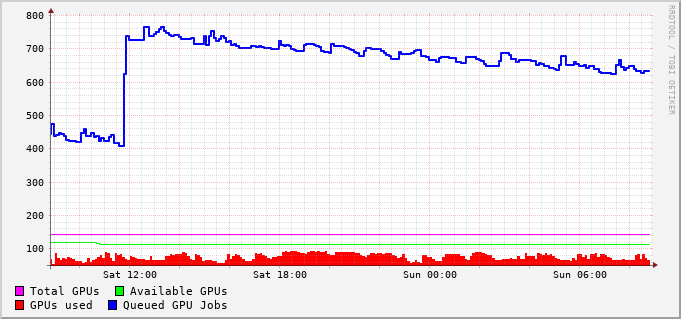 800
700
600
500
400
300
200
100
Sat 12:00 Sat 18:00 Sun 00:00 Sun 06:00
Total GPUs Available GPUs
GPUs used Queued GPU Jobs
RRDTOOL / TOBI OETIKER